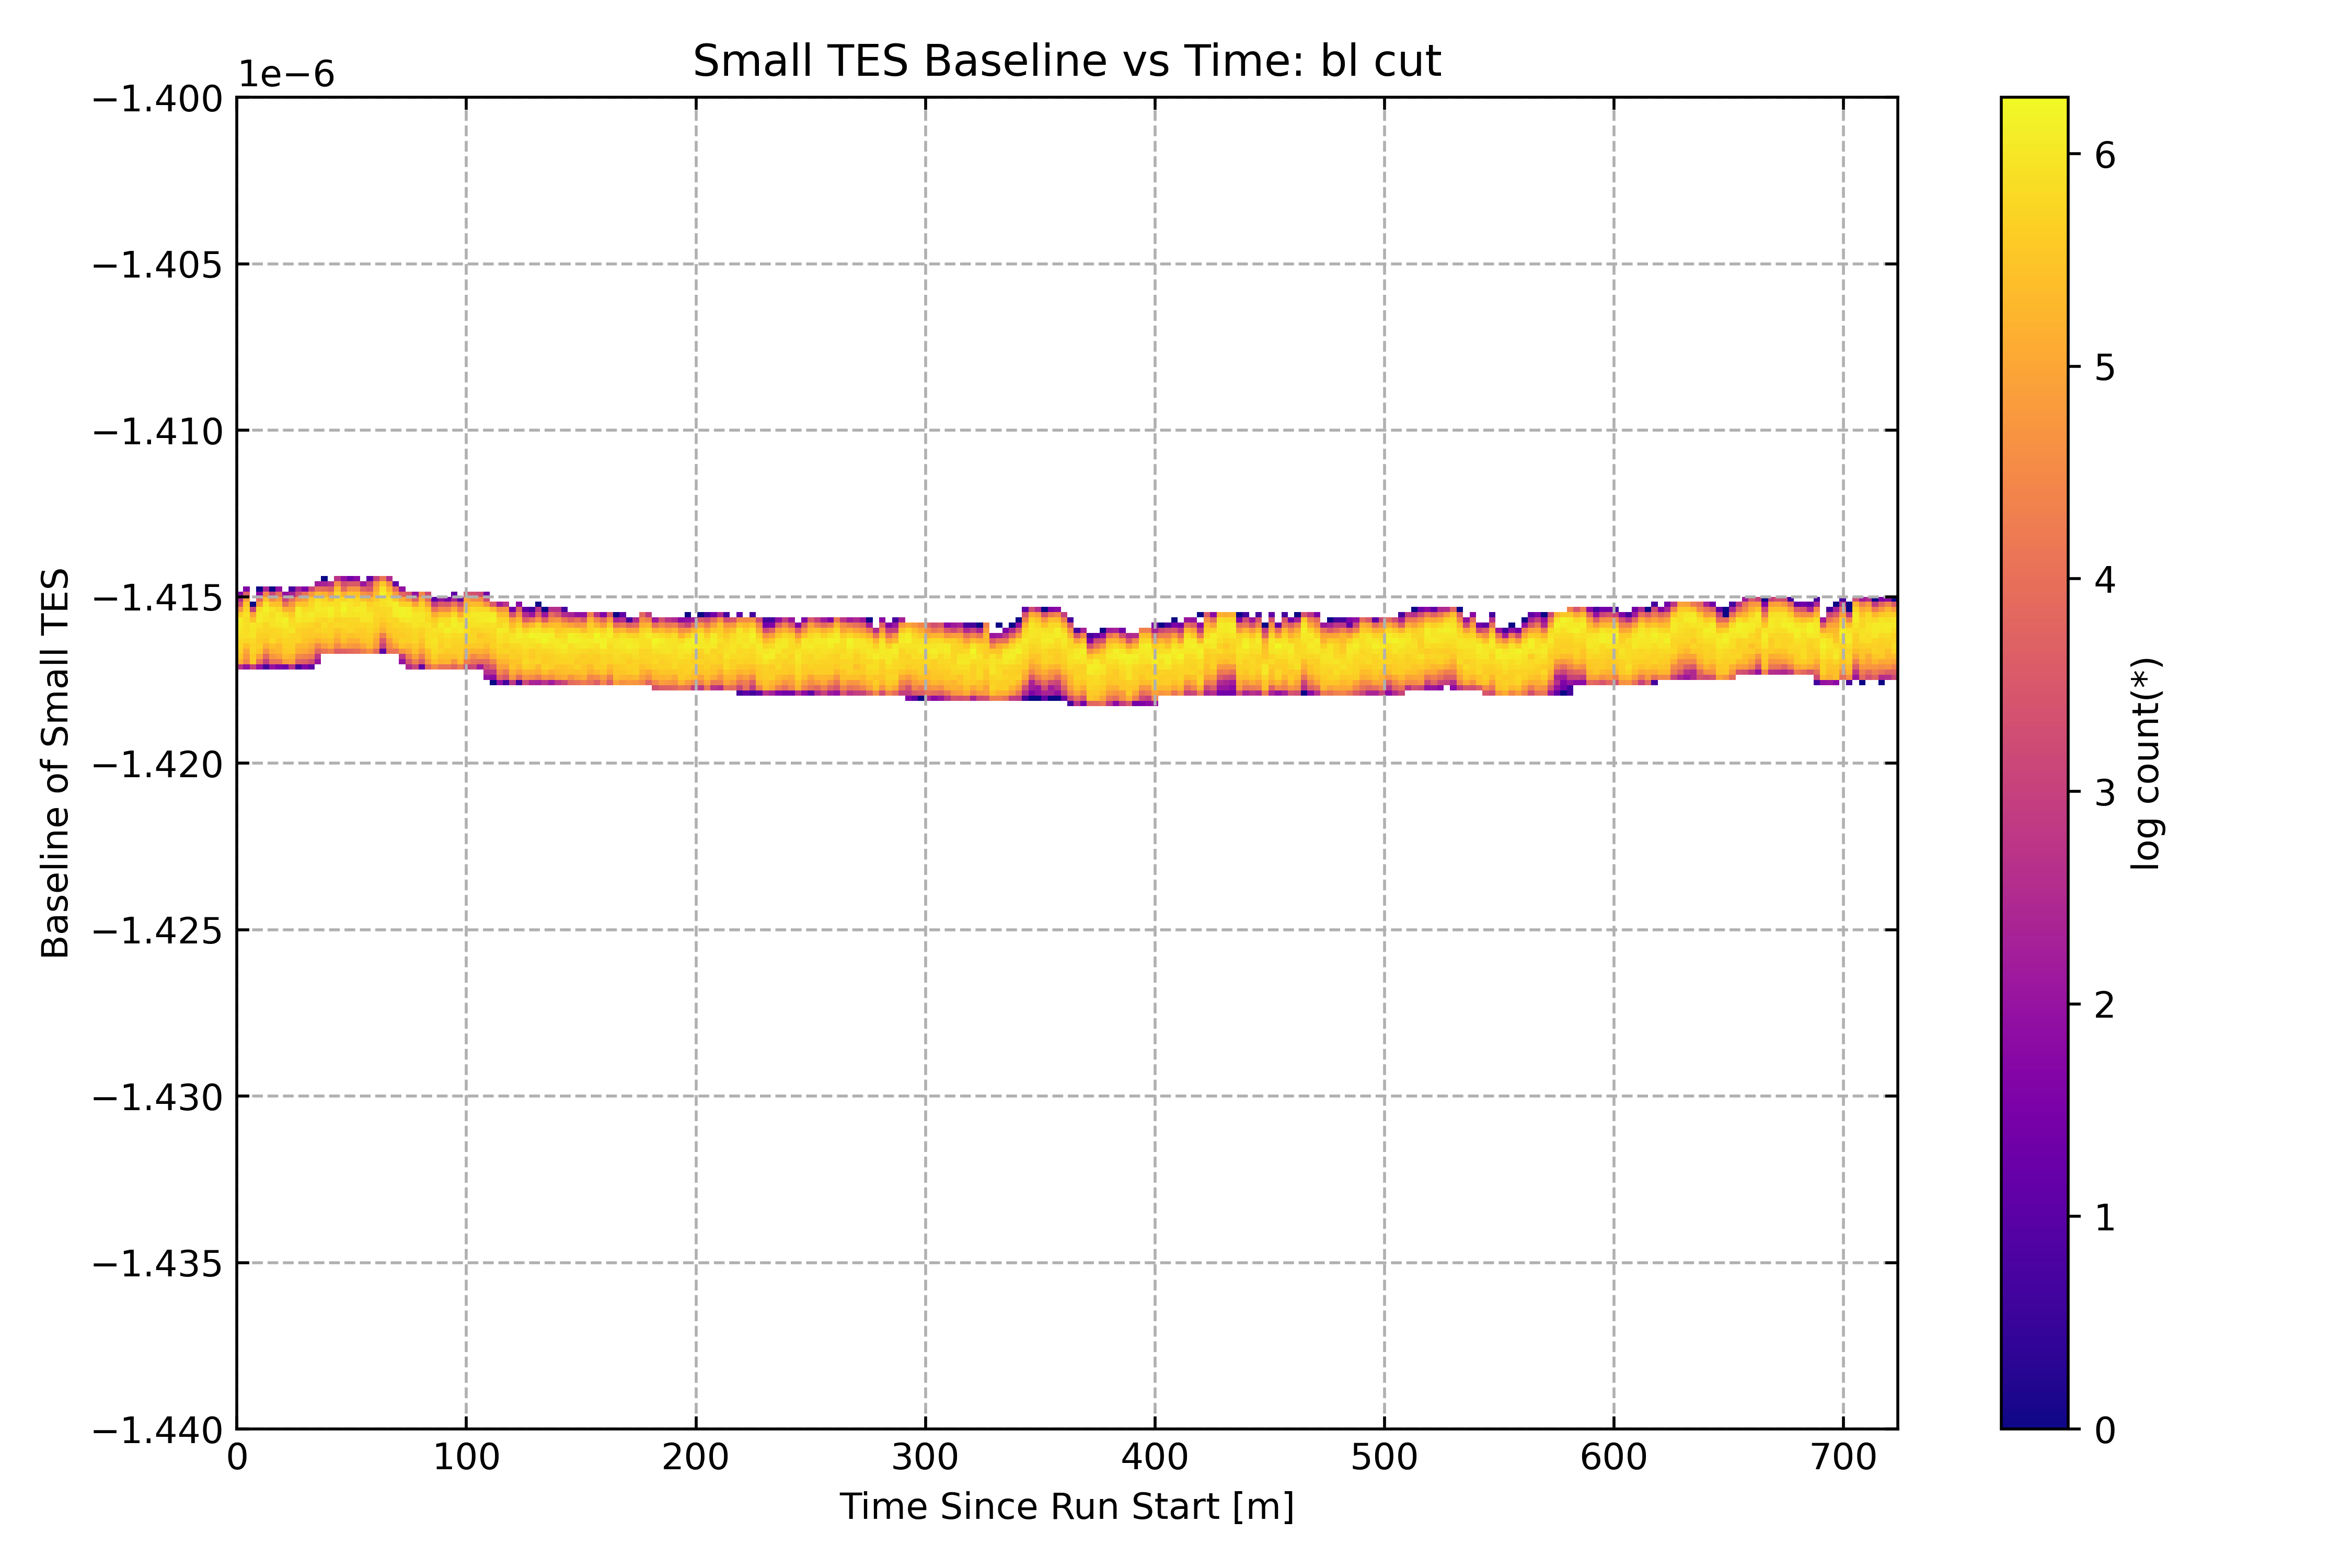 Small TES Baseline vs Time: bl cut
1e−6
−1.400
−1.405
−1.410
−1.415
−1.420
−1.425
−1.430
−1.435
−1.440
Baseline of Small TES
0 100 200 300 400 500 600 700
Time Since Run Start [m]
6
5
4
3
2
1
0
log count(*)